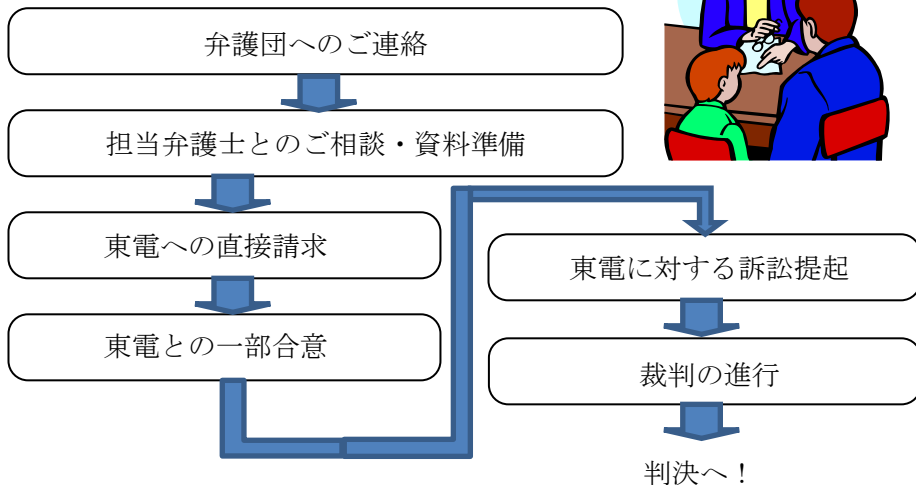 弁護団へのご連絡
担当弁護士とのご相談・資料準備
東電への直接請求
東電との一部合意
東電に対する訴訟提起
裁判の進行
判決へ！